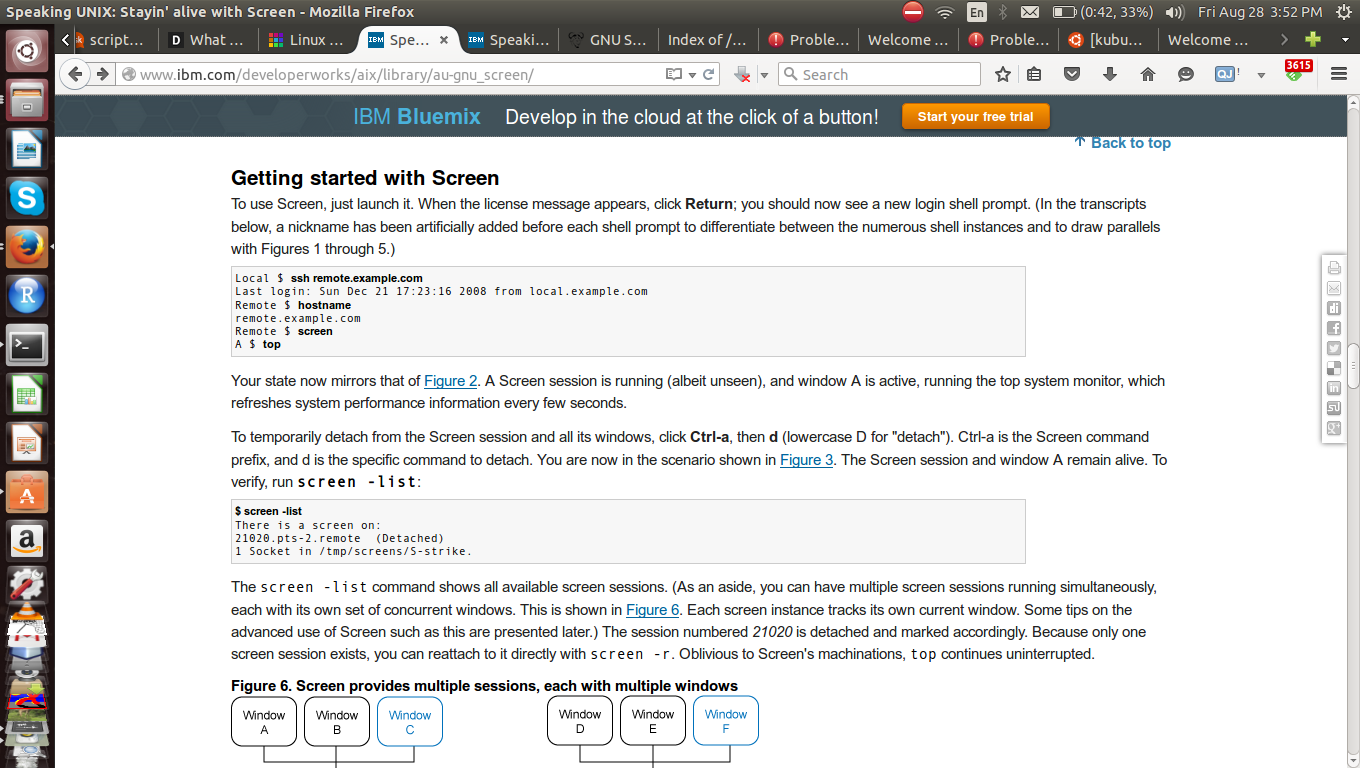 Speaking UNIX: Stayin' alive with Screen - Mozilla Firefox
En
(0:42, 33%)
Fri Aug 28 3:52 PM
script...
What ...
Linux ...
Spe...
Speaki...
GNU S...
Index of /...
Proble...
Welcome ...
Proble...
[kubu...
Welcome ...
www.ibm.com/developerworks/aix/library/au-gnu_screen/
Search
QJ!
3615
IBM Bluemix Develop in the cloud at the click of a button! Start your free trial
Back to top
Getting started with Screen
To use Screen, just launch it. When the license message appears, click Return; you should now see a new login shell prompt. (In the transcripts
below, a nickname has been artificially added before each shell prompt to differentiate between the numerous shell instances and to draw parallels
with Figures 1 through 5.)
Local $ ssh remote.example.com
Last login: Sun Dec 21 17:23:16 2008 from local.example.com
Remote $ hostname
remote.example.com
Remote $ screen
A $ top
Your state now mirrors that of Figure 2. A Screen session is running (albeit unseen), and window A is active, running the top system monitor, which
refreshes system performance information every few seconds.
To temporarily detach from the Screen session and all its windows, click Ctrl-a, then d (lowercase D for "detach"). Ctrl-a is the Screen command
prefix, and d is the specific command to detach. You are now in the scenario shown in Figure 3. The Screen session and window A remain alive. To
verify, run screen -list:
$ screen -list
There is a screen on:
21020.pts-2.remote (Detached)
1 Socket in /tmp/screens/S-strike.
The screen -list command shows all available screen sessions. (As an aside, you can have multiple screen sessions running simultaneously,
each with its own set of concurrent windows. This is shown in Figure 6. Each screen instance tracks its own current window. Some tips on the
advanced use of Screen such as this are presented later.) The session numbered 21020 is detached and marked accordingly. Because only one
screen session exists, you can reattach to it directly with screen -r. Oblivious to Screen's machinations, top continues uninterrupted.
Figure 6. Screen provides multiple sessions, each with multiple windows
Window
A
Window
B
Window
C
Window
D
Window
E
Window
F